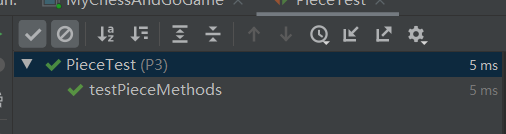 MyChessAndGoGame PieceTest
PieceTest (P3) 5 ms
testPieceMethods 5 ms